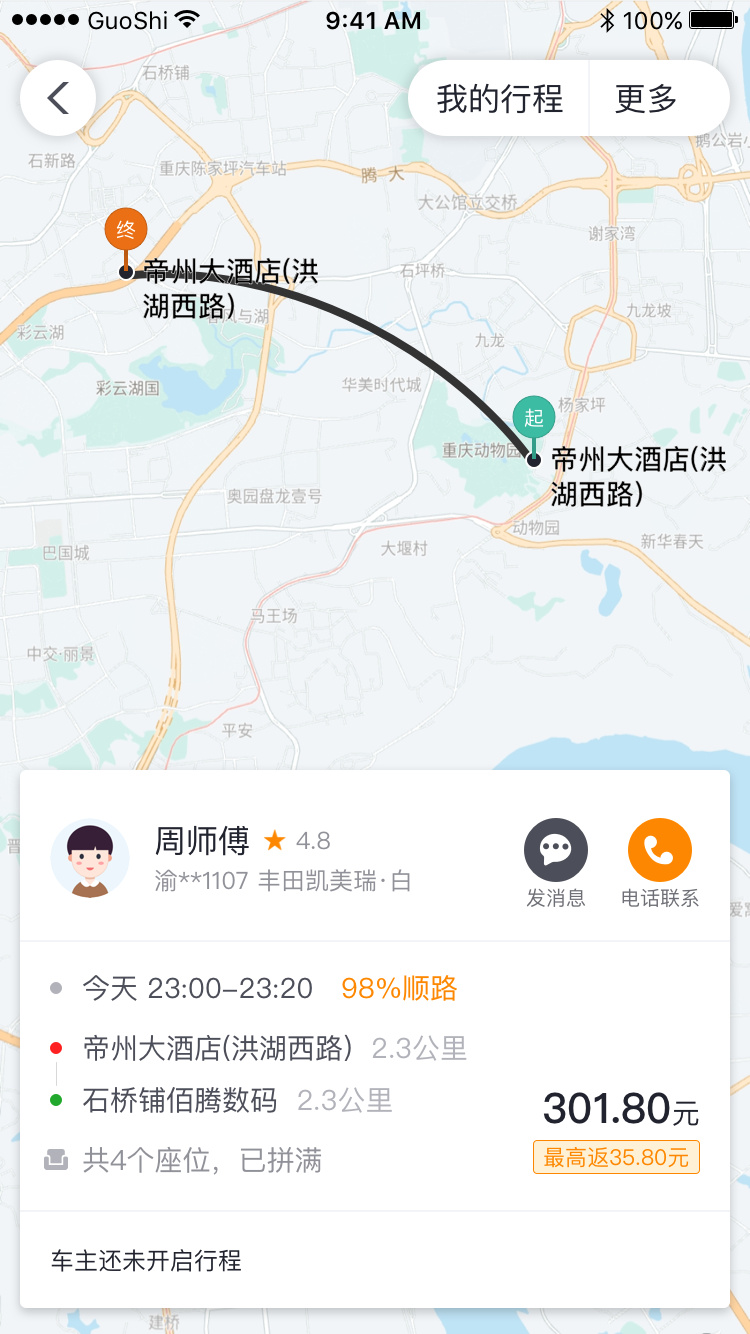 GuoShi 9:41 AM 100%
石桥铺
我的行程 更多
石新路
重庆陈家坪汽车站
腾大
大公馆立交桥
谢家湾
终
帝州大酒店(洪
湖西路)
石坪桥
彩云湖
九龙坡
九龙
华美时代城
彩云湖国
起
杨家坪
重庆动物园
帝州大酒店(洪
湖西路)
奥园盘龙壹号
动物园
巴国城
大堰村
新华春天
马王场
中交·丽景
平安
周师傅 4.8
渝**1107 丰田凯美瑞·白
发消息 电话联系
今天 23:00–23:20 98%顺路
帝州大酒店(洪湖西路) 2.3公里
石桥铺佰腾数码 2.3公里
301.80元
共4个座位，已拼满
最高返35.80元
车主还未开启行程
建桥